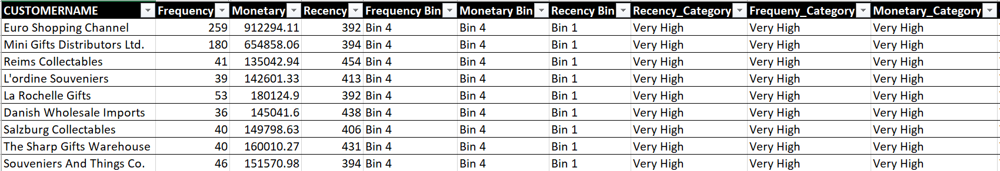 CUSTOMERNAME Frequency Monetary Recency Frequency Bin Monetary Bin Recency Bin Recency_Category Frequeny_Category Monetary_Category
Euro Shopping Channel 259 912294.11 392 Bin 4 Bin 4 Bin 1 Very High Very High Very High
Mini Gifts Distributors Ltd. 180 654858.06 394 Bin 4 Bin 4 Bin 1 Very High Very High Very High
Reims Collectables 41 135042.94 454 Bin 4 Bin 4 Bin 1 Very High Very High Very High
L'ordine Souveniers 39 142601.33 413 Bin 4 Bin 4 Bin 1 Very High Very High Very High
La Rochelle Gifts 53 180124.9 392 Bin 4 Bin 4 Bin 1 Very High Very High Very High
Danish Wholesale Imports 36 145041.6 438 Bin 4 Bin 4 Bin 1 Very High Very High Very High
Salzburg Collectables 40 149798.63 406 Bin 4 Bin 4 Bin 1 Very High Very High Very High
The Sharp Gifts Warehouse 40 160010.27 431 Bin 4 Bin 4 Bin 1 Very High Very High Very High
Souveniers And Things Co. 46 151570.98 394 Bin 4 Bin 4 Bin 1 Very High Very High Very High